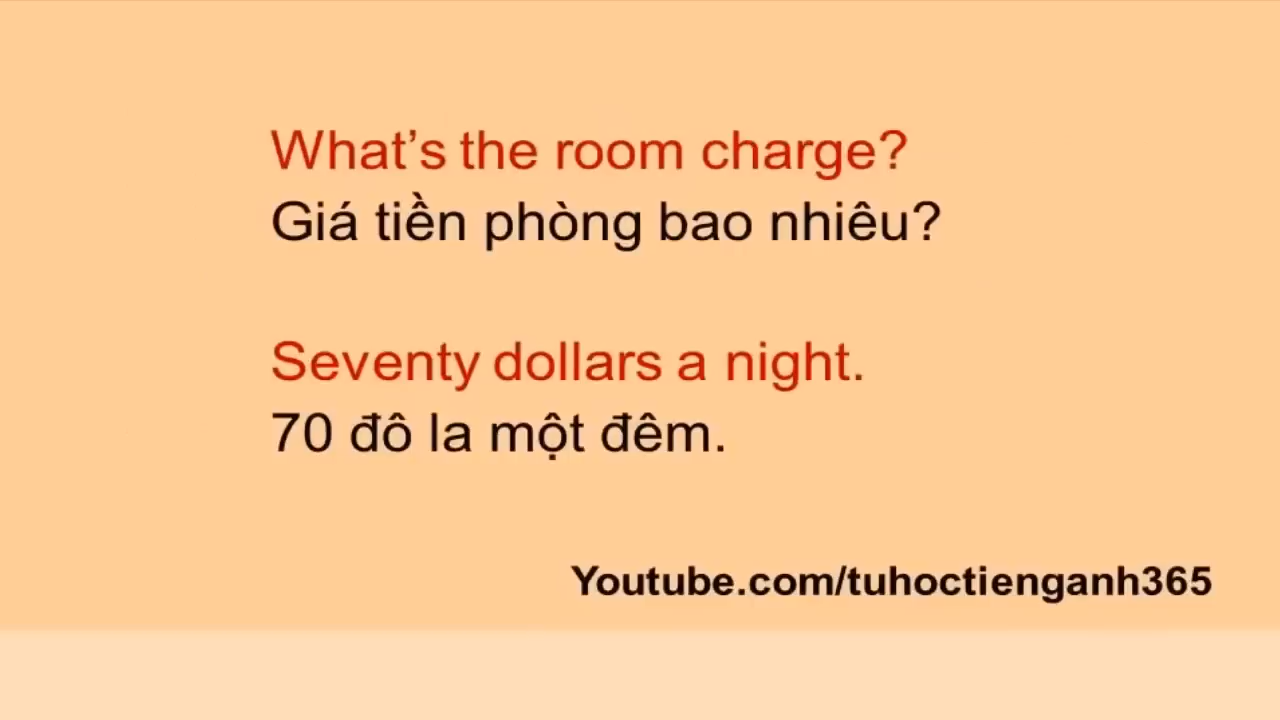 What’s the room charge?
Giá tiền phòng bao nhiêu?
Seventy dollars a night.
70 đô la một đêm.
Youtube.com/tuhoctienganh365